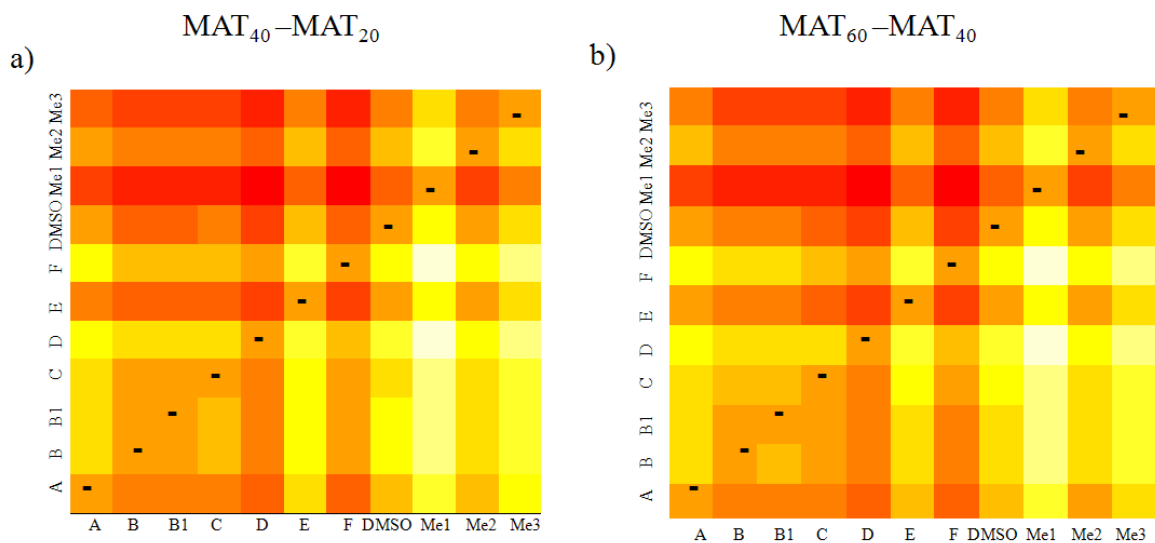 MAT40–MAT20
MAT60–MAT40
a)
b)
Me3
Me2
Me1
DMSO
F
E
D
C
B1
B
A
A B B1 C D E F DMSO Me1 Me2 Me3
Me3
Me2
Me1
DMSO
F
E
D
C
B1
B
A
A B B1 C D E F DMSO Me1 Me2 Me3